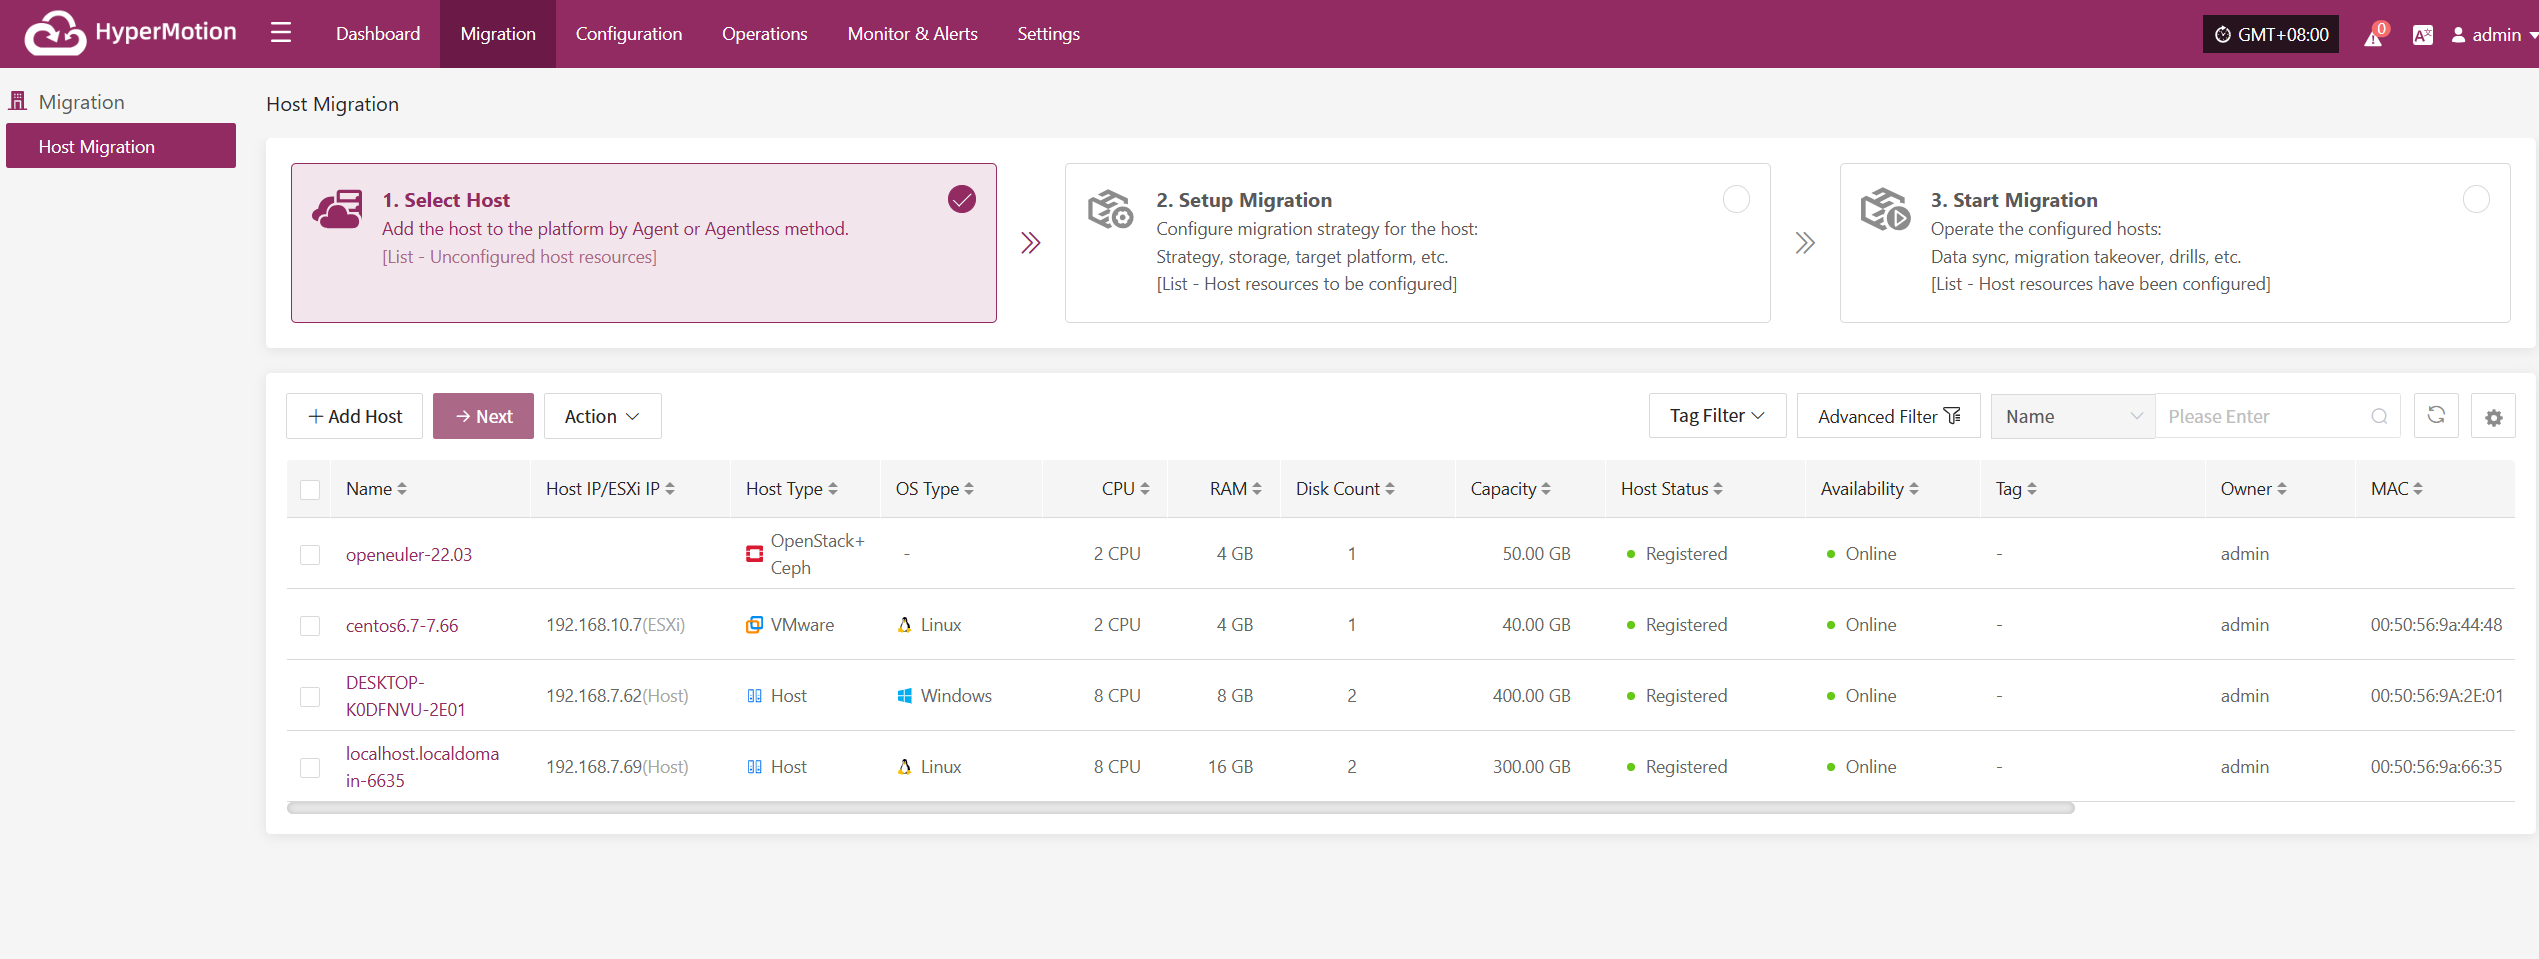 HyperMotion
Dashboard
Migration
Configuration
Operations
Monitor & Alerts
Settings
GMT+08:00
0
admin
Migration
Host Migration
Host Migration
1. Select Host
Add the host to the platform by Agent or Agentless method.
[List - Unconfigured host resources]
2. Setup Migration
Configure migration strategy for the host:
Strategy, storage, target platform, etc.
[List - Host resources to be configured]
3. Start Migration
Operate the configured hosts:
Data sync, migration takeover, drills, etc.
[List - Host resources have been configured]
Add Host
Next
Action
Tag Filter
Advanced Filter
Name
Please Enter
Name Host IP/ESXi IP Host Type OS Type CPU RAM Disk Count Capacity Host Status Availability Tag Owner MAC
openeuler-22.03 OpenStack+ - 2 CPU 4 GB 1 50.00 GB Registered Online - admin
Ceph
centos6.7-7.66 192.168.10.7(ESXi) VMware Linux 2 CPU 4 GB 1 40.00 GB Registered Online - admin 00:50:56:9a:44:48
DESKTOP-
K0DFNVU-2E01 192.168.7.62(Host) Host Windows 8 CPU 8 GB 2 400.00 GB Registered Online - admin 00:50:56:9A:2E:01
localhost.localdoma
in-6635 192.168.7.69(Host) Host Linux 8 CPU 16 GB 2 300.00 GB Registered Online - admin 00:50:56:9a:66:35